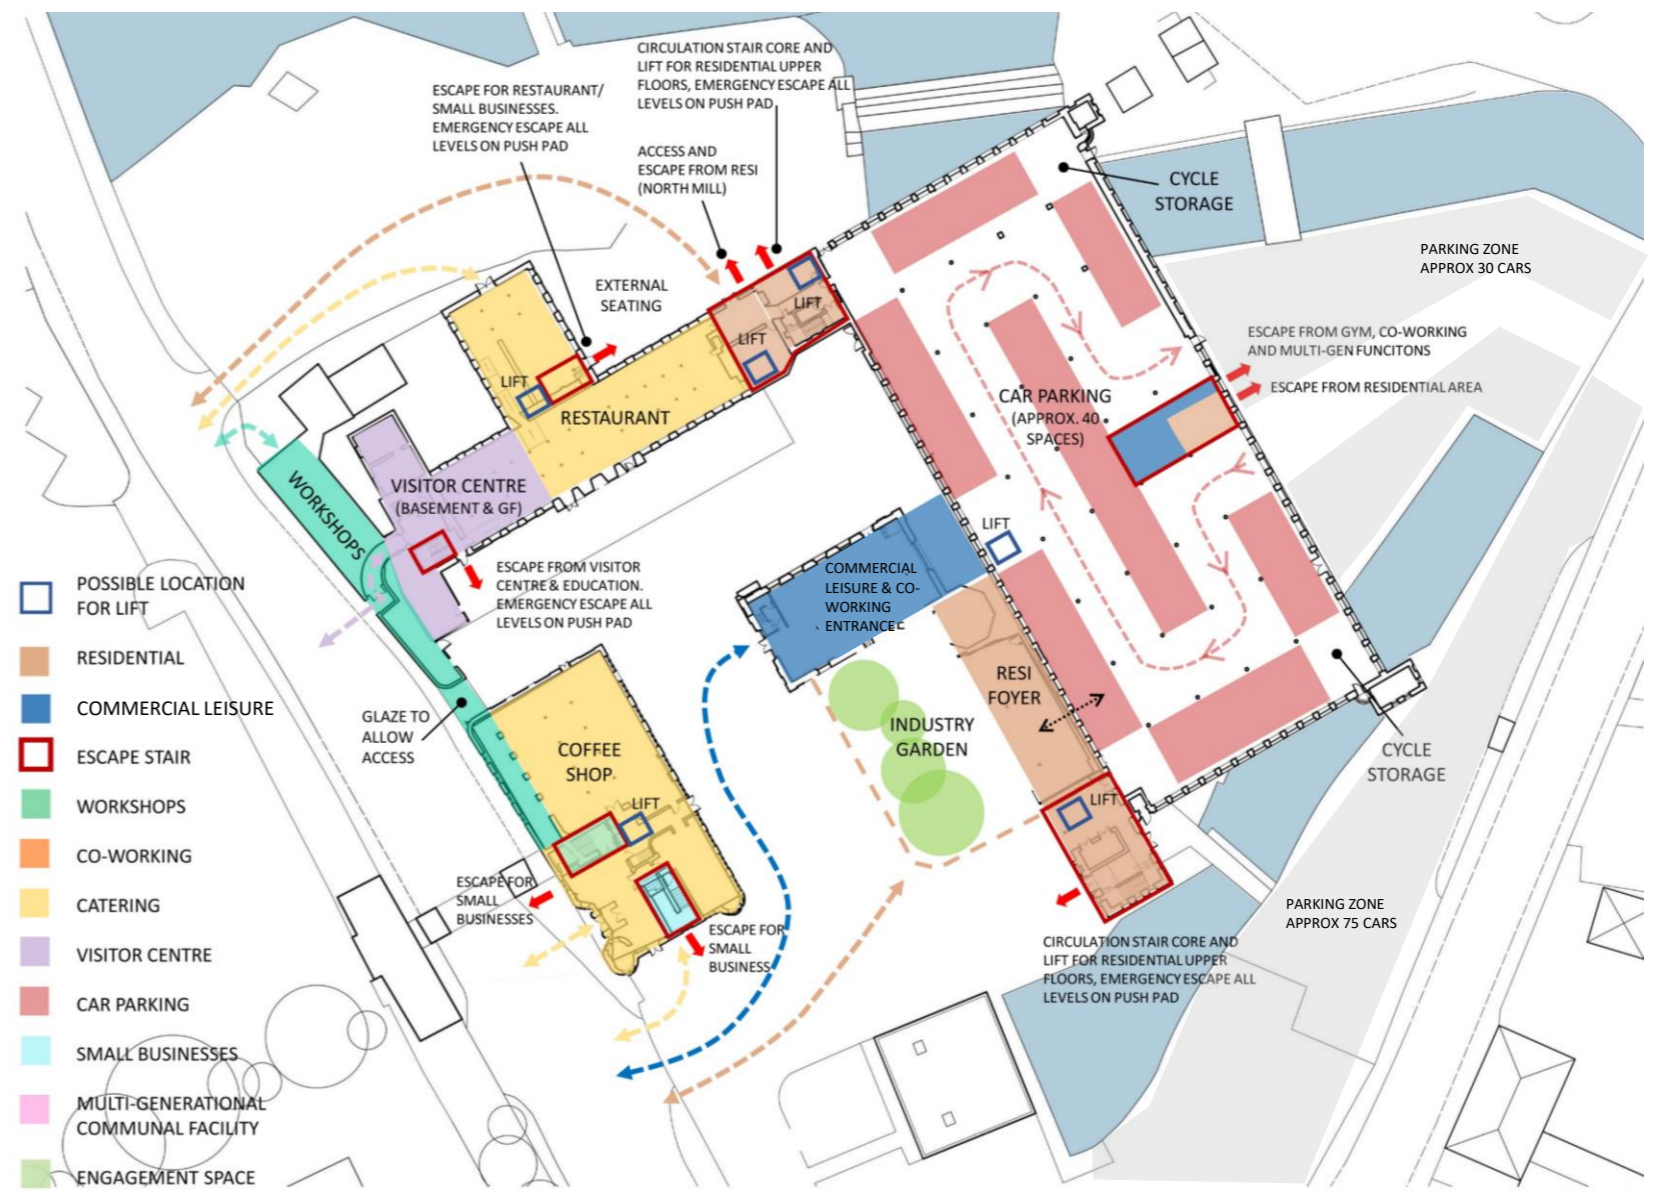 CIRCULATION STAIR CORE AND
LIFT FOR RESIDENTIAL UPPER
FLOORS, EMERGENCY ESCAPE ALL
LEVELS ON PUSH PAD
ESCAPE FOR RESTAURANT/
SMALL BUSINESSES.
EMERGENCY ESCAPE ALL
LEVELS ON PUSH PAD
ACCESS AND
ESCAPE FROM RESI
(NORTH MILL)
CYCLE
STORAGE
PARKING ZONE
APPROX 30 CARS
EXTERNAL
SEATING
LIFT
LIFT
LIFT
RESTAURANT
ESCAPE FROM GYM, CO-WORKING
AND MULTI-GEN FUNCITONS
ESCAPE FROM RESIDENTIAL AREA
CAR PARKING
(APPROX. 40
SPACES)
WORKSHOPS
VISITOR CENTRE
(BASEMENT & GF)
LIFT
ESCAPE FROM VISITOR
CENTRE & EDUCATION.
EMERGENCY ESCAPE ALL
LEVELS ON PUSH PAD
COMMERCIAL
LEISURE & CO-
WORKING
ENTRANCE
RESI
FOYER
INDUSTRY
GARDEN
GLAZE TO
ALLOW
ACCESS
COFFEE
SHOP
LIFT
LIFT
CYCLE
STORAGE
ESCAPE FOR
SMALL
BUSINESSES
ESCAPE FOR
SMALL
BUSINESS
PARKING ZONE
APPROX 75 CARS
CIRCULATION STAIR CORE AND
LIFT FOR RESIDENTIAL UPPER
FLOORS, EMERGENCY ESCAPE ALL
LEVELS ON PUSH PAD
POSSIBLE LOCATION
FOR LIFT
RESIDENTIAL
COMMERCIAL LEISURE
ESCAPE STAIR
WORKSHOPS
CO-WORKING
CATERING
VISITOR CENTRE
CAR PARKING
SMALL BUSINESSES
MULTI-GENERATIONAL
COMMUNAL FACILITY
ENGAGEMENT SPACE